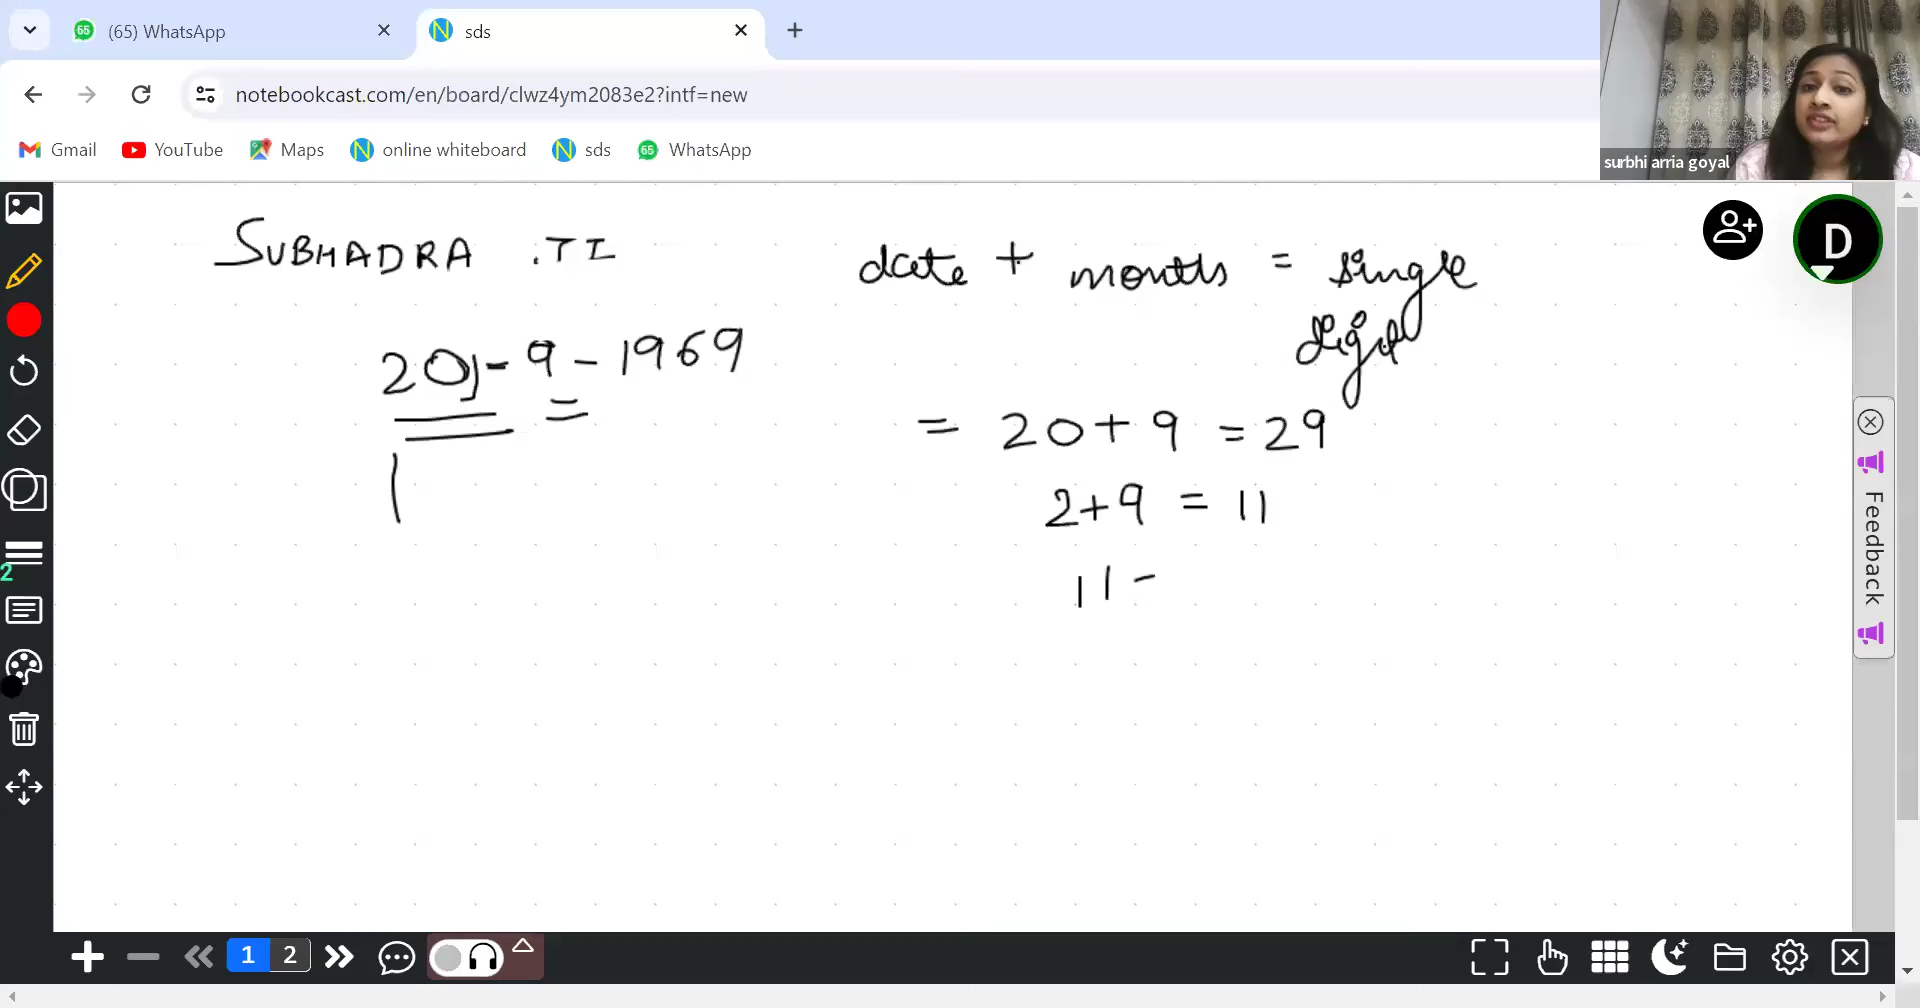 (65) WhatsApp
sds
notebookcast.com/en/board/clwz4ym2083e2?intf=new
Gmail
YouTube
Maps
online whiteboard
sds
65
WhatsApp
surbhi arria goyal
D
SUBHADRA .TI
date + months = single
digit
20 - 9 - 1969
= 20 + 9 = 29
2 + 9 = 11
11 -
2
Feedback
1
2